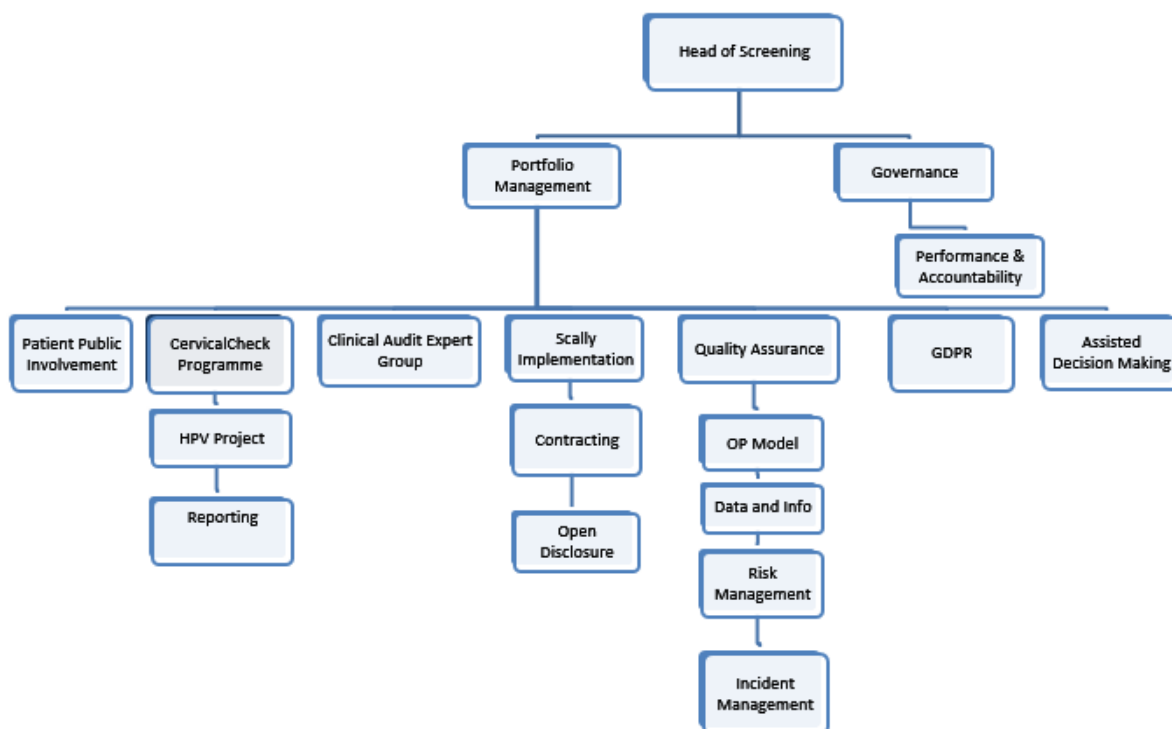 Head of Screening
Portfolio
Management
Governance
Performance &
Accountability
Patient Public
Involvement
CervicalCheck
Programme
Clinical Audit Expert
Group
Scally
Implementation
Quality Assurance
GDPR
Assisted
Decision Making
HPV Project
Contracting
OP Model
Reporting
Open
Disclosure
Data and Info
Risk
Management
Incident
Management